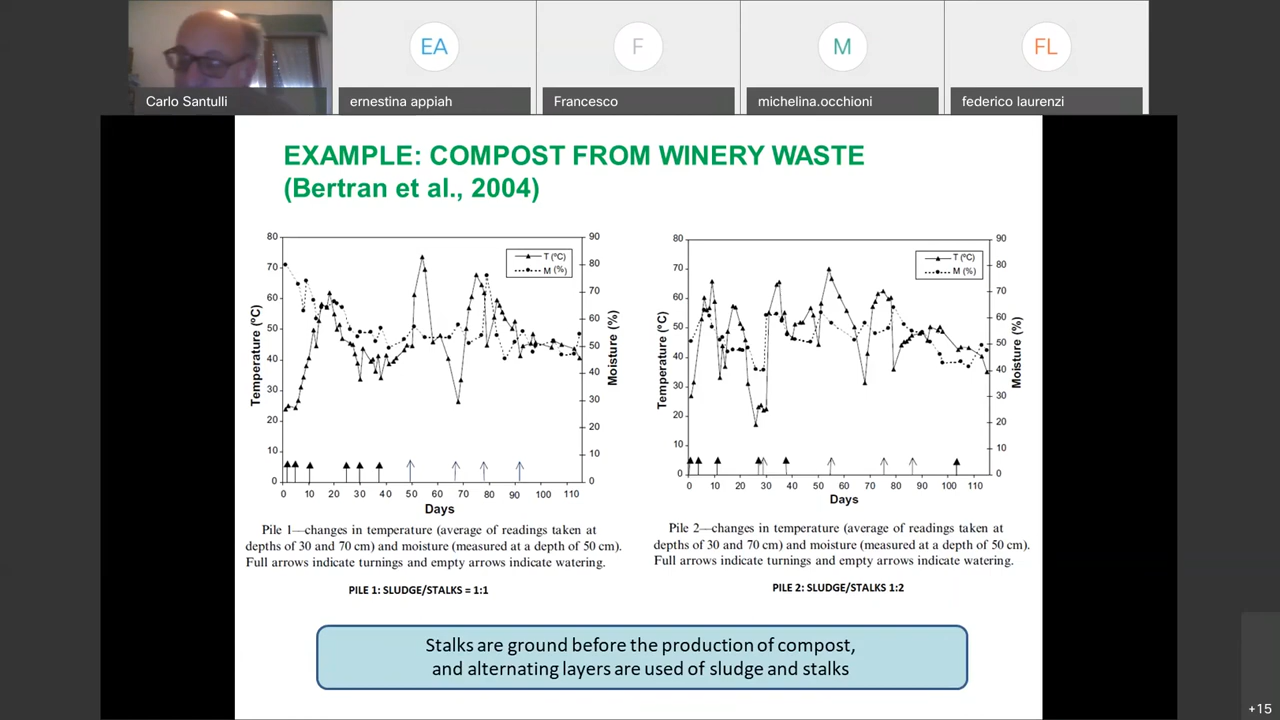 EA
F
M
FL
Carlo Santulli
ernestina appiah
Francesco
michelina.occhioni
federico laurenzi
EXAMPLE: COMPOST FROM WINERY WASTE
(Bertran et al., 2004)
80
70
60
50
40
30
20
10
0
90
80
70
60
50
40
30
20
10
0
T (ºC)
M (%)
Temperature (ºC)
Moisture (%)
0 10 20 30 40 50 60 70 80 90 100 110
Days
Pile 1—changes in temperature (average of readings taken at
depths of 30 and 70 cm) and moisture (measured at a depth of 50 cm).
Full arrows indicate turnings and empty arrows indicate watering.
PILE 1: SLUDGE/STALKS = 1:1
80
70
60
50
40
30
20
10
0
90
80
70
60
50
40
30
20
10
0
T (ºC)
M (%)
Temperature (ºC)
Moisture (%)
0 10 20 30 40 50 60 70 80 90 100 110
Days
Pile 2—changes in temperature (average of readings taken at
depths of 30 and 70 cm) and moisture (measured at a depth of 50 cm).
Full arrows indicate turnings and empty arrows indicate watering.
PILE 2: SLUDGE/STALKS 1:2
Stalks are ground before the production of compost,
and alternating layers are used of sludge and stalks
+15